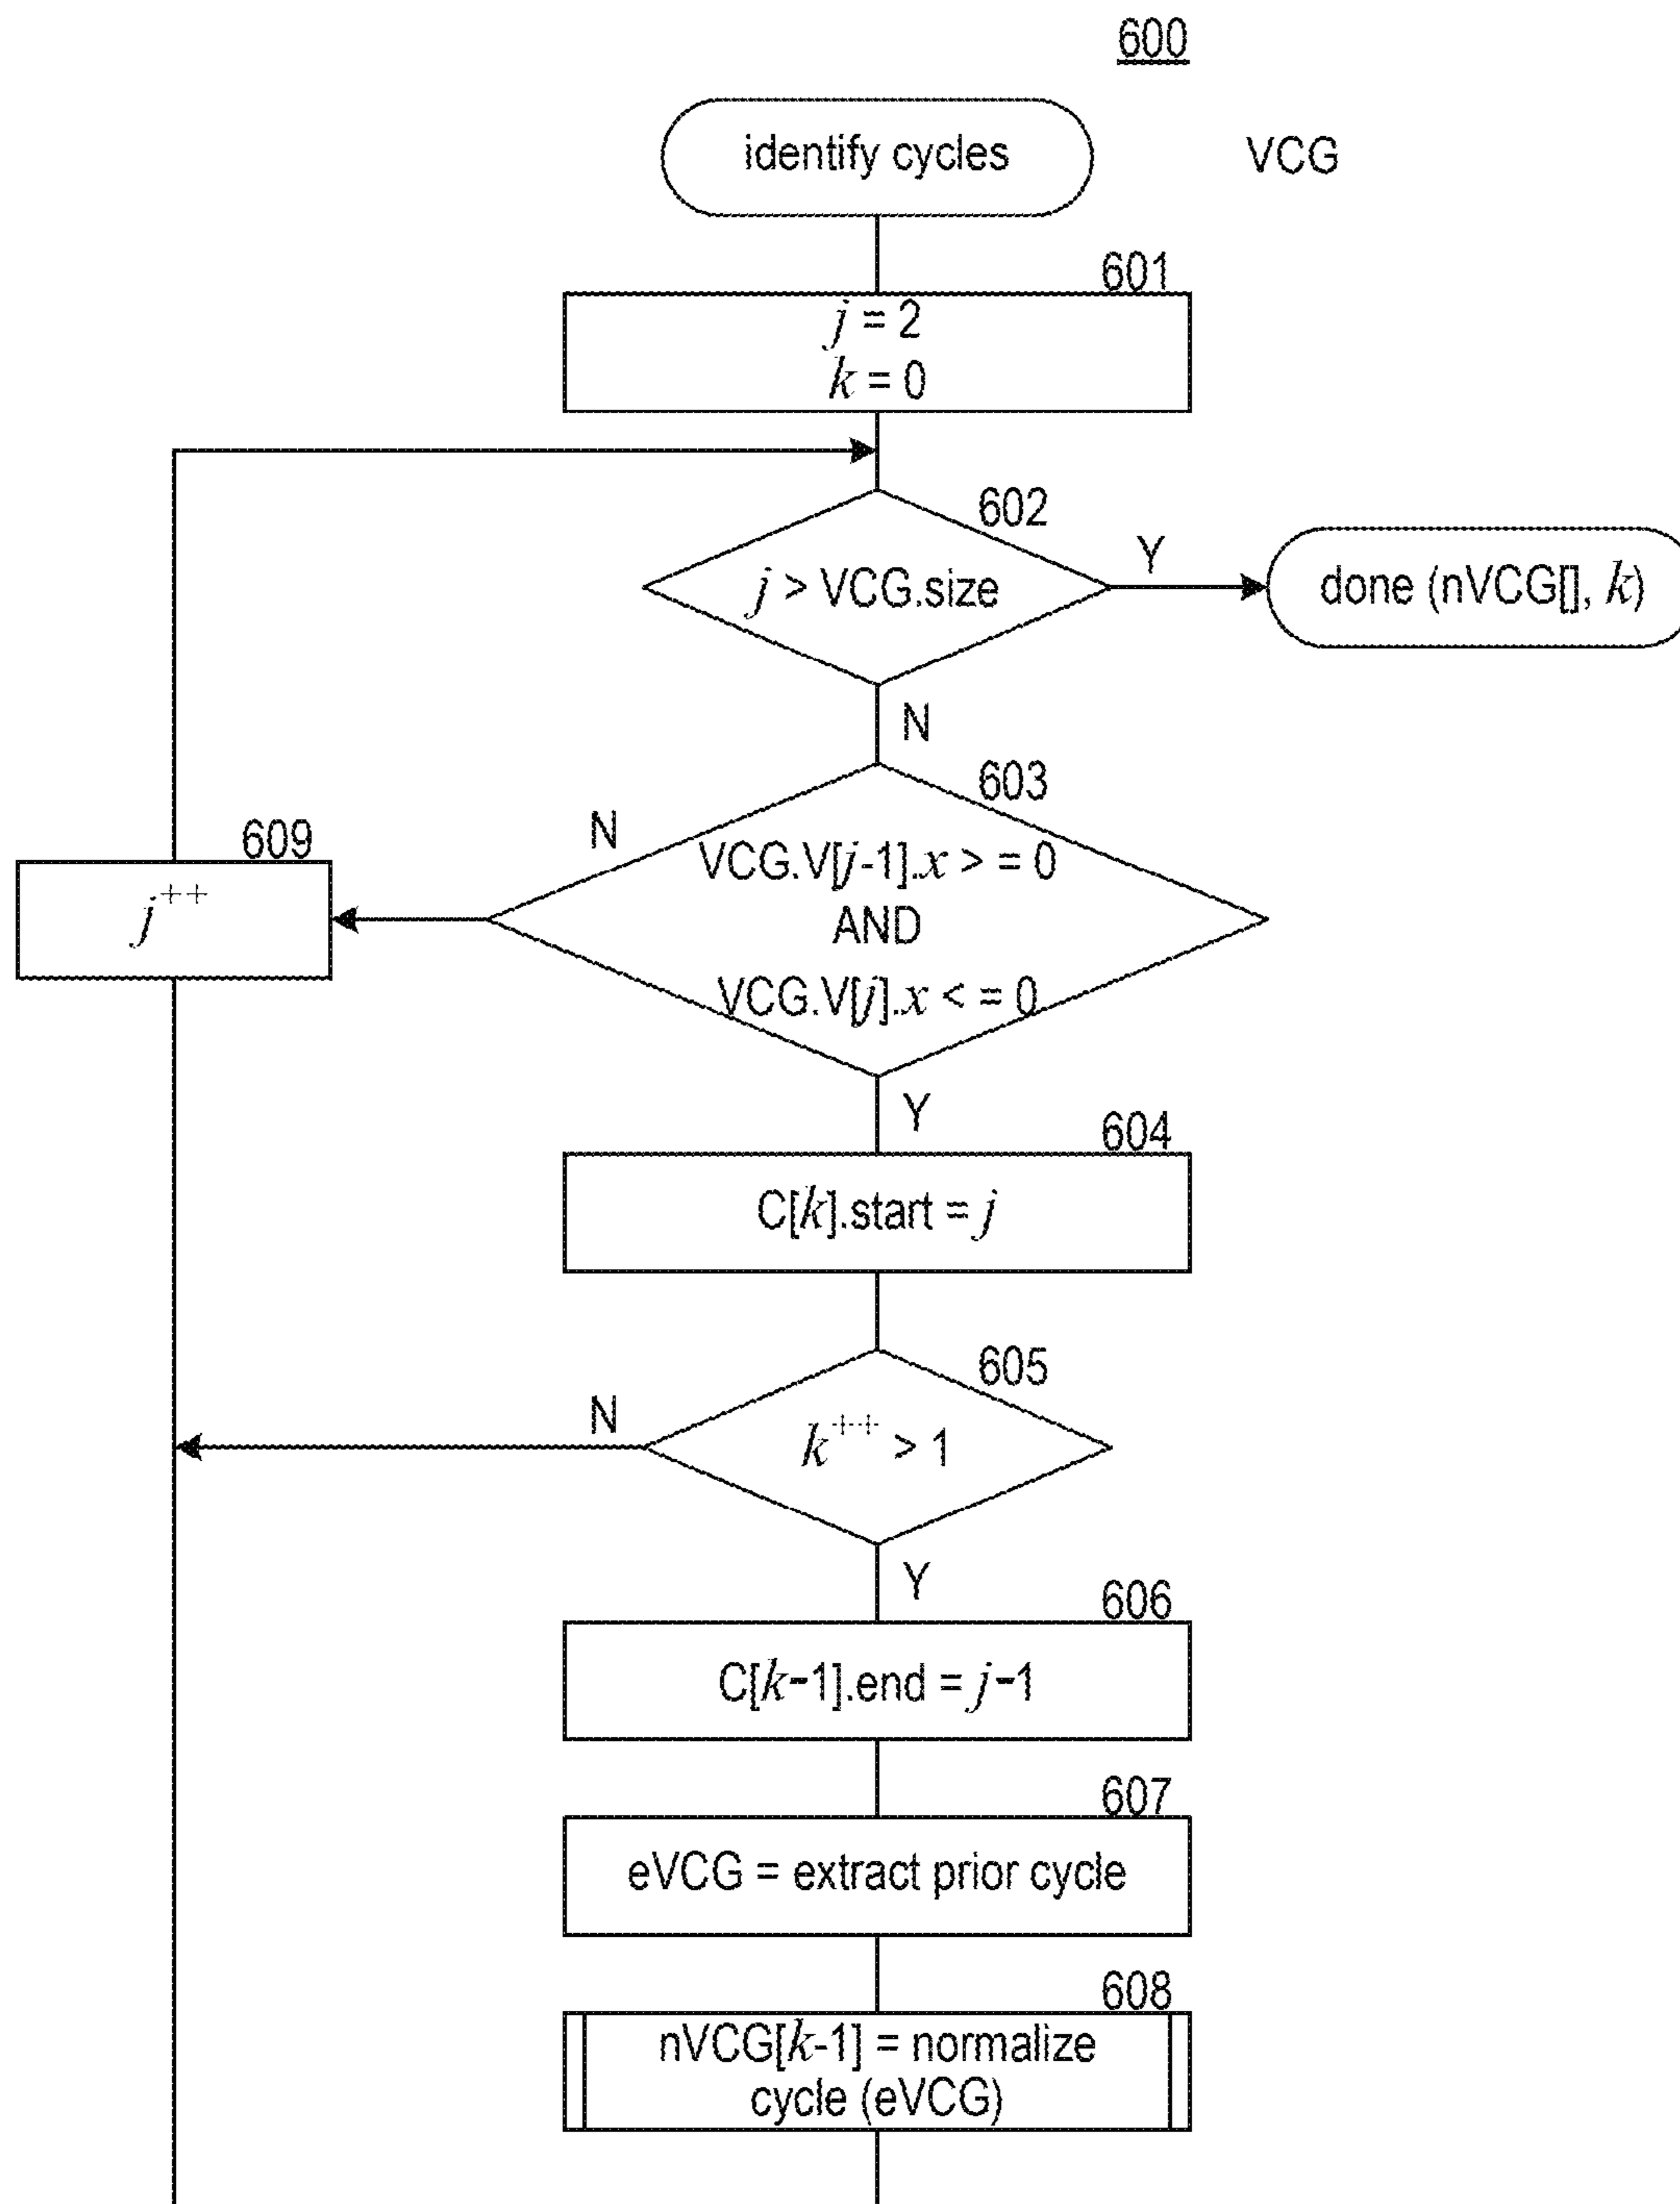 600
identify cycles
VCG
601
j = 2
k = 0
602
j > VCG.size
Y
done (nVCG[], k)
N
603
N
VCG.V[j-1].x > = 0
AND
VCG.V[j].x < = 0
609
j++
Y
604
C[k].start = j
605
N
k++ > 1
Y
606
C[k-1].end = j-1
607
eVCG = extract prior cycle
608
nVCG[k-1] = normalize
cycle (eVCG)